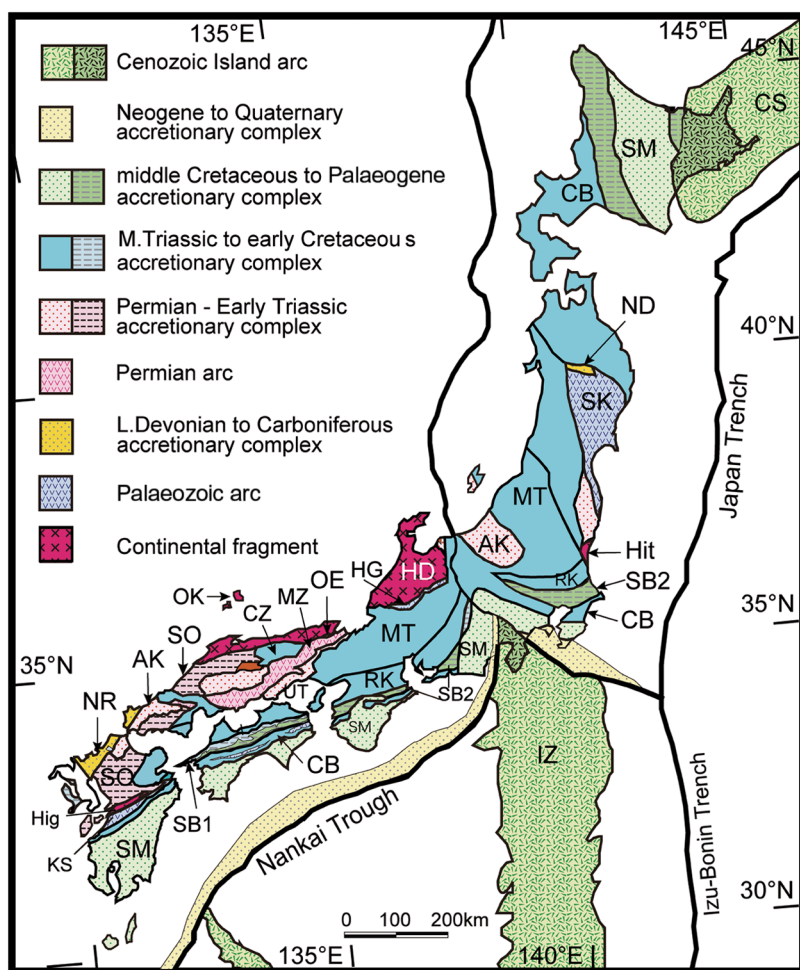 135°E
145°E
45°N
Cenozoic Island arc
CS
Neogene to Quaternary
accretionary complex
SM
middle Cretaceous to Palaeogene
accretionary complex
CB
M.Triassic to early Cretaceou s
accretionary complex
ND
Permian - Early Triassic
accretionary complex
40°N
Permian arc
SK
L.Devonian to Carboniferous
accretionary complex
Japan Trench
Palaeozoic arc
MT
Continental fragment
AK
Hit
HG
HD
RK
SB2
OE
MZ
OK
CZ
CB
35°N
SO
MT
SM
35°N
AK
RK
UT
SB2
NR
SM
IZ
CB
SO
Hig
SB1
Nankai Trough
KS
SM
Izu-Bonin Trench
30°N
0 100 200km
135°E
140°E